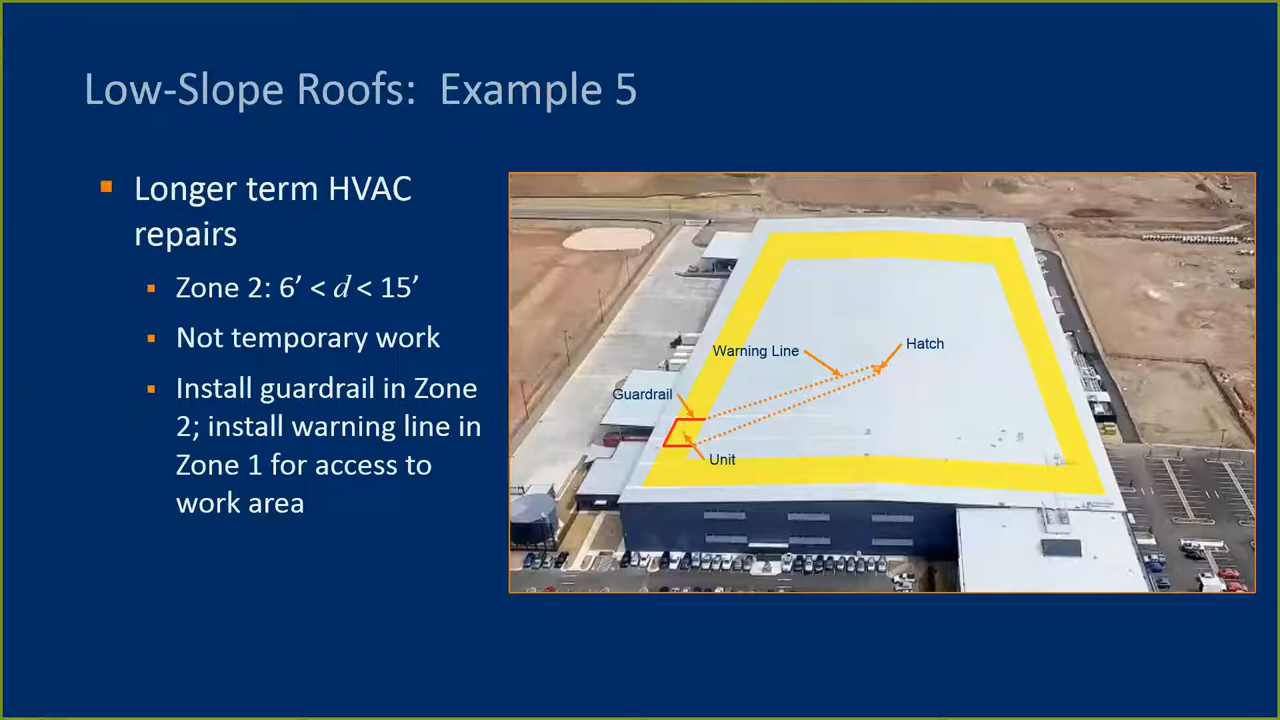 Low-Slope Roofs: Example 5
Longer term HVAC
repairs
Zone 2: 6’ < d < 15’
Not temporary work
Install guardrail in Zone
2; install warning line in
Zone 1 for access to
work area
Warning Line
Hatch
Guardrail
Unit